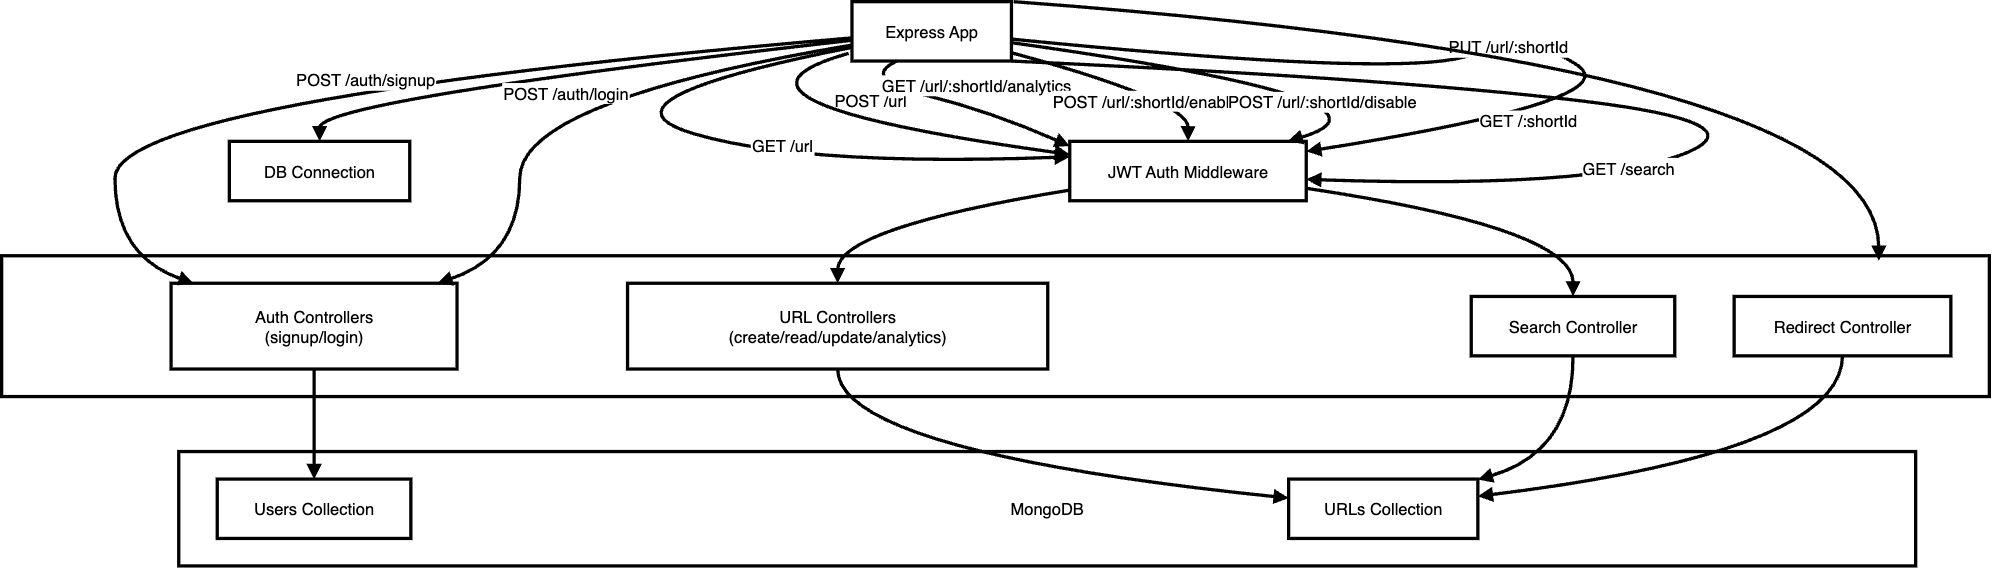 Express App
PUT /url/:shortId
POST /auth/signup
GET /url/:shortId/analytics
POST /auth/login
POST /url
POST /url/:shortId/enabl
POST /url/:shortId/disable
GET /:shortId
GET /url
GET /search
DB Connection
JWT Auth Middleware
Auth Controllers
(signup/login)
URL Controllers
(create/read/update/analytics)
Search Controller
Redirect Controller
Users Collection
MongoDB
URLs Collection